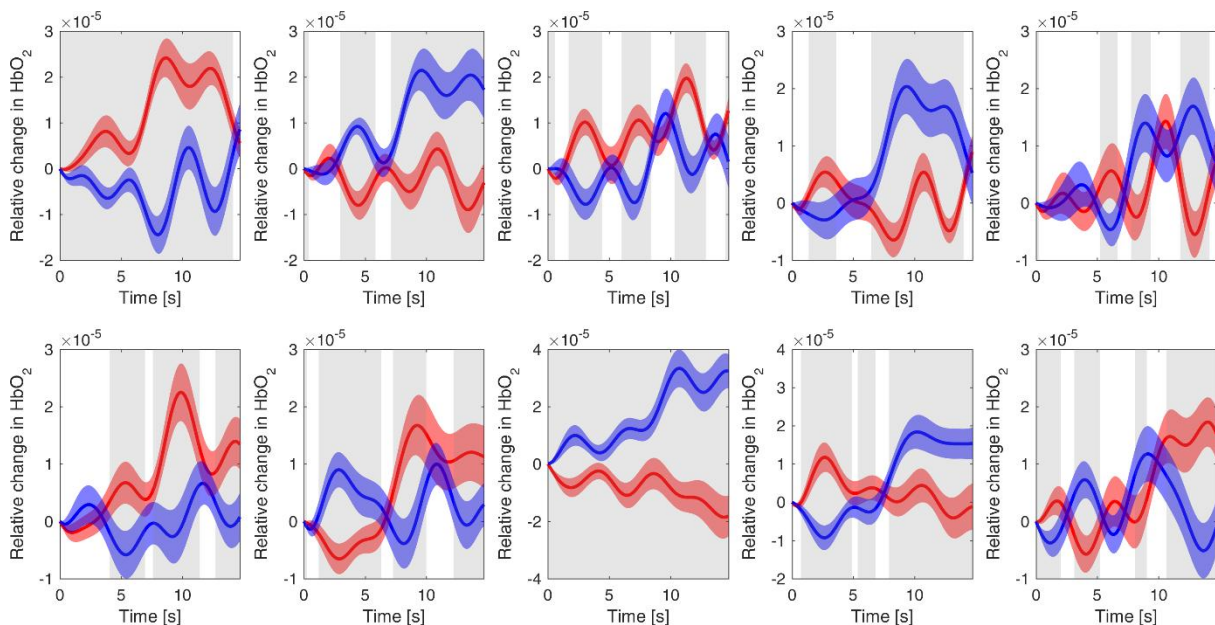 ×10⁻⁵ ×10⁻⁵ ×10⁻⁵ ×10⁻⁵ ×10⁻⁵
3 3 3 3 3
2 2 2 2 2
1 1 1 1 1
0 0 0 0 0
-1 -1 -1 -1 -1
-2 -2 -2
Relative change in HbO₂ Relative change in HbO₂ Relative change in HbO₂ Relative change in HbO₂ Relative change in HbO₂
0 5 10 0 5 10 0 5 10 0 5 10 0 5 10
Time [s] Time [s] Time [s] Time [s] Time [s]
×10⁻⁵ ×10⁻⁵ ×10⁻⁵ ×10⁻⁵ ×10⁻⁵
3 3 4 4 3
2 2 2 3 2
1 1 0 2 1
0 0 -2 1 0
-1 -1 -4 0 -1
-1
-2
Relative change in HbO₂ Relative change in HbO₂ Relative change in HbO₂ Relative change in HbO₂ Relative change in HbO₂
0 5 10 0 5 10 0 5 10 0 5 10 0 5 10
Time [s] Time [s] Time [s] Time [s] Time [s]